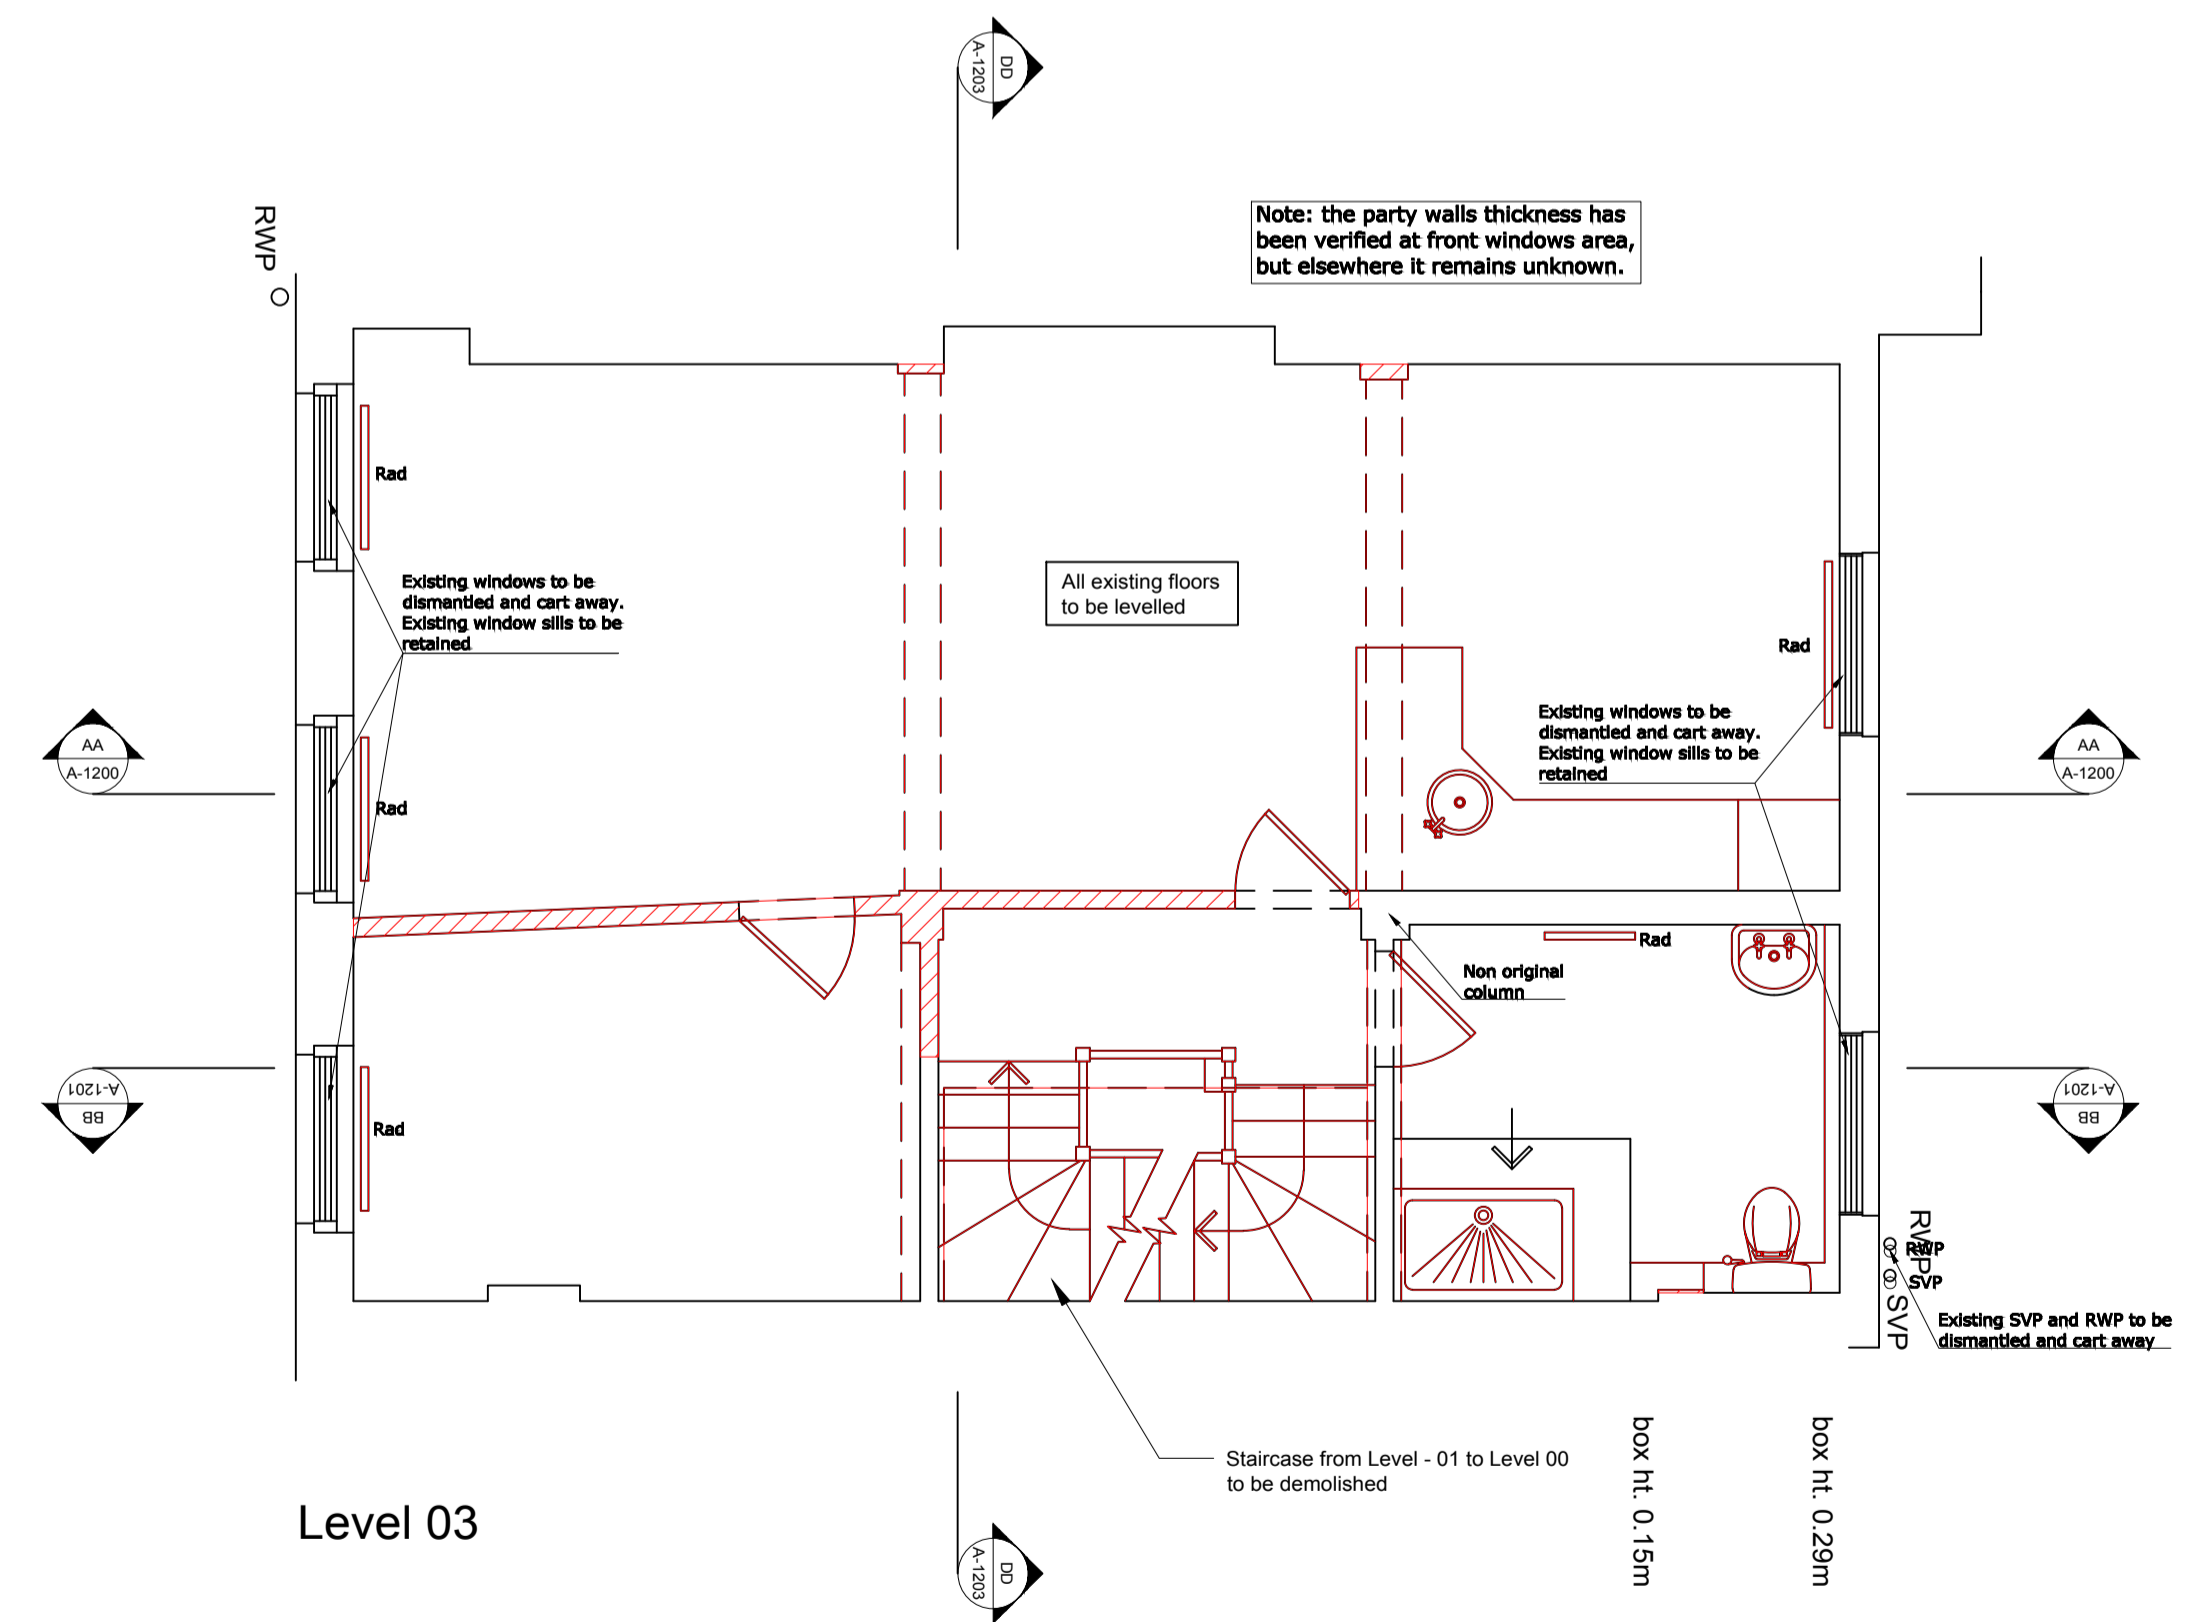 DD
A-1203
RWP
Note: the party walls thickness has
been verified at front windows area,
but elsewhere it remains unknown.
Rad
Existing windows to be
dismantled and cart away.
Existing window sills to be
retained
All existing floors
to be levelled
Rad
Existing windows to be
dismantled and cart away.
Existing window sills to be
retained
AA
A-1200
AA
A-1200
Rad
Rad
Non original
column
A-1201
BB
A-1201
BB
Rad
RWP
RWP
SVP
SVP
Existing SVP and RWP to be
dismantled and cart away
Staircase from Level - 01 to Level 00
to be demolished
box ht. 0.15m
box ht. 0.29m
Level 03
DD
A-1203